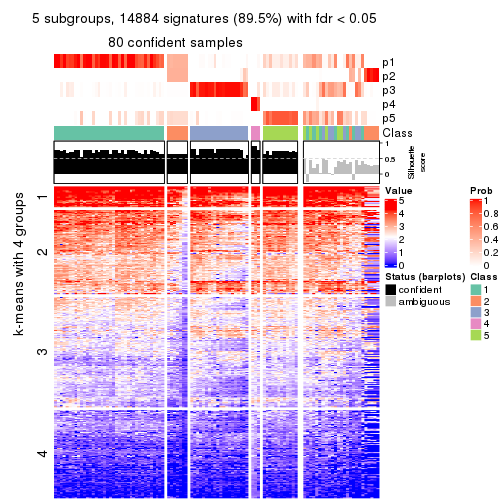 5 subgroups, 14884 signatures (89.5%) with fdr < 0.05
80 confident samples
p1
p2
p3
p4
p5
Class
1
0.5
0
Silhouette
score
k-means with 4 groups
1
2
3
4
Value
5
4
3
2
1
0
Prob
1
0.8
0.6
0.4
0.2
0
Status (barplots)
confident
ambiguous
Class
1
2
3
4
5